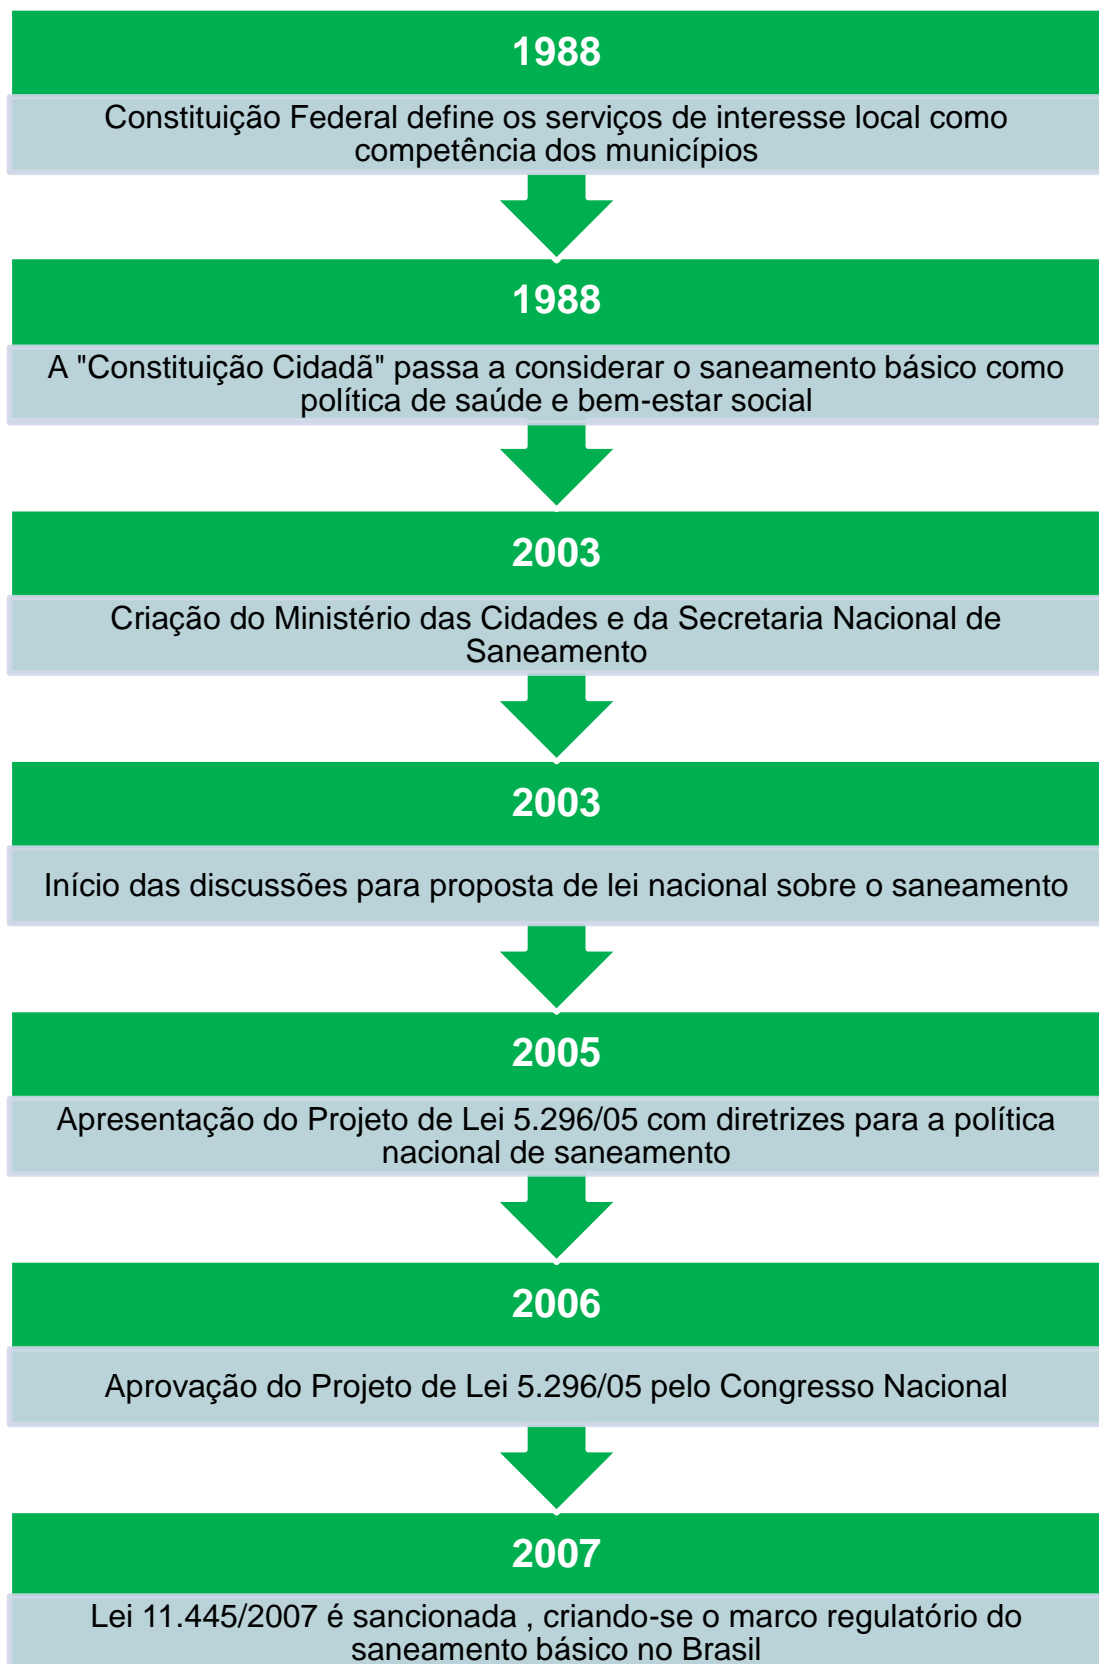 1988
Constituição Federal define os serviços de interesse local como
competência dos municípios
1988
A "Constituição Cidadã" passa a considerar o saneamento básico como
política de saúde e bem-estar social
2003
Criação do Ministério das Cidades e da Secretaria Nacional de
Saneamento
2003
Início das discussões para proposta de lei nacional sobre o saneamento
2005
Apresentação do Projeto de Lei 5.296/05 com diretrizes para a política
nacional de saneamento
2006
Aprovação do Projeto de Lei 5.296/05 pelo Congresso Nacional
2007
Lei 11.445/2007 é sancionada , criando-se o marco regulatório do
saneamento básico no Brasil